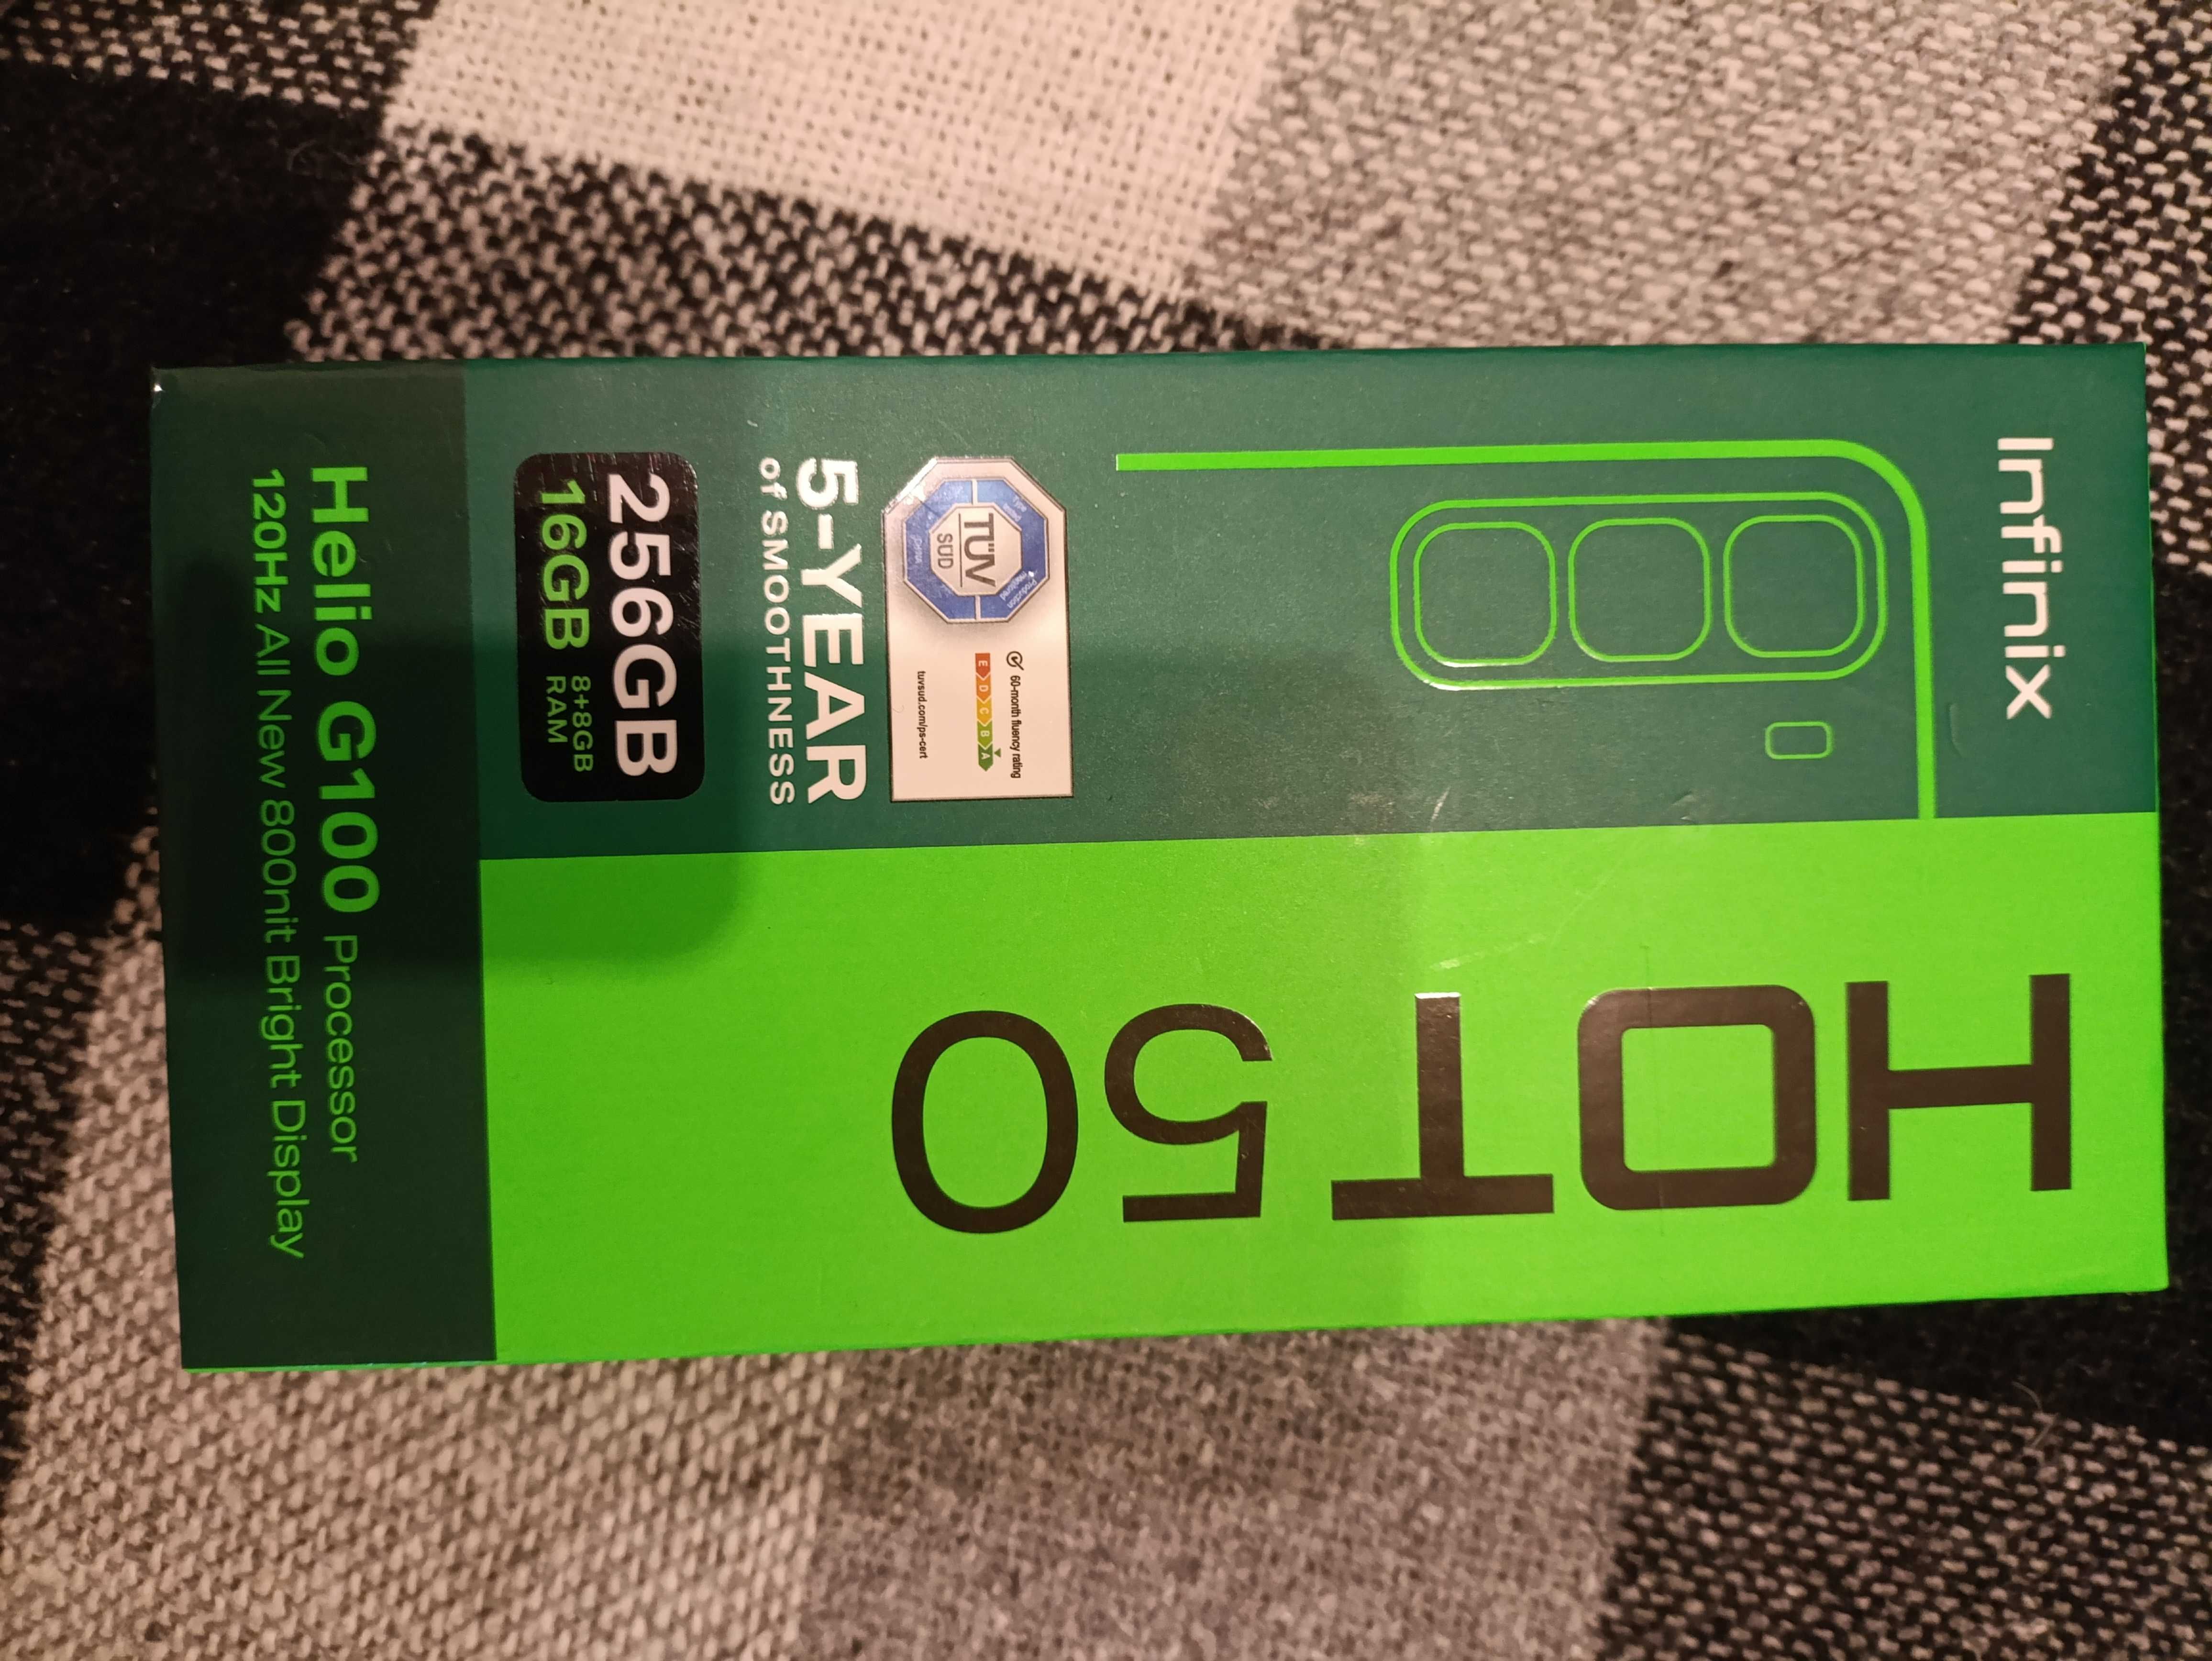 Infinix
HOT 50
60-month fluency rating
E D C B A
tuvsud.com/ps-cert
TÜV
SÜD
5-YEAR
of SMOOTHNESS
256GB
16GB 8+8GB
RAM
Helio G100 Processor
120Hz All New 800nit Bright Display